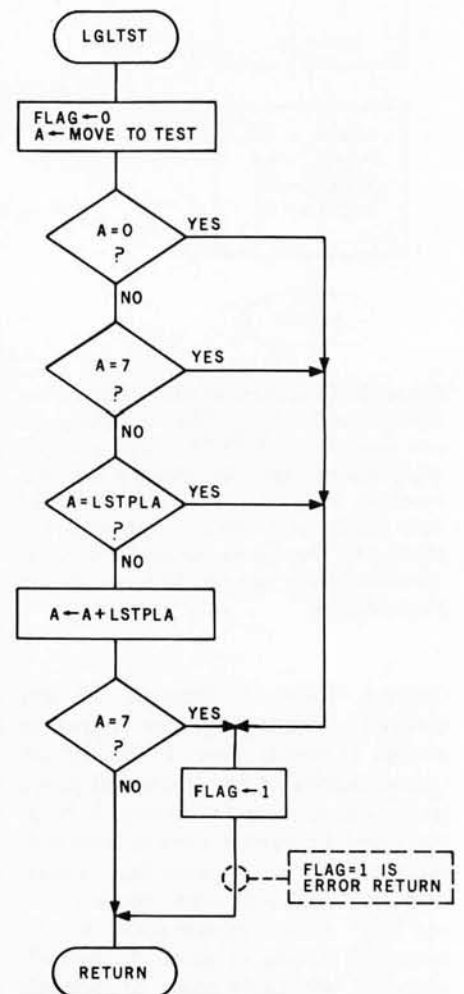 LGLTST
FLAG←0
A←MOVE TO TEST
A=0
?
YES
NO
A=7
?
YES
NO
A=LSTPLA
?
YES
NO
A←A+LSTPLA
A=7
?
YES
NO
FLAG←1
FLAG=1 IS
ERROR RETURN
RETURN